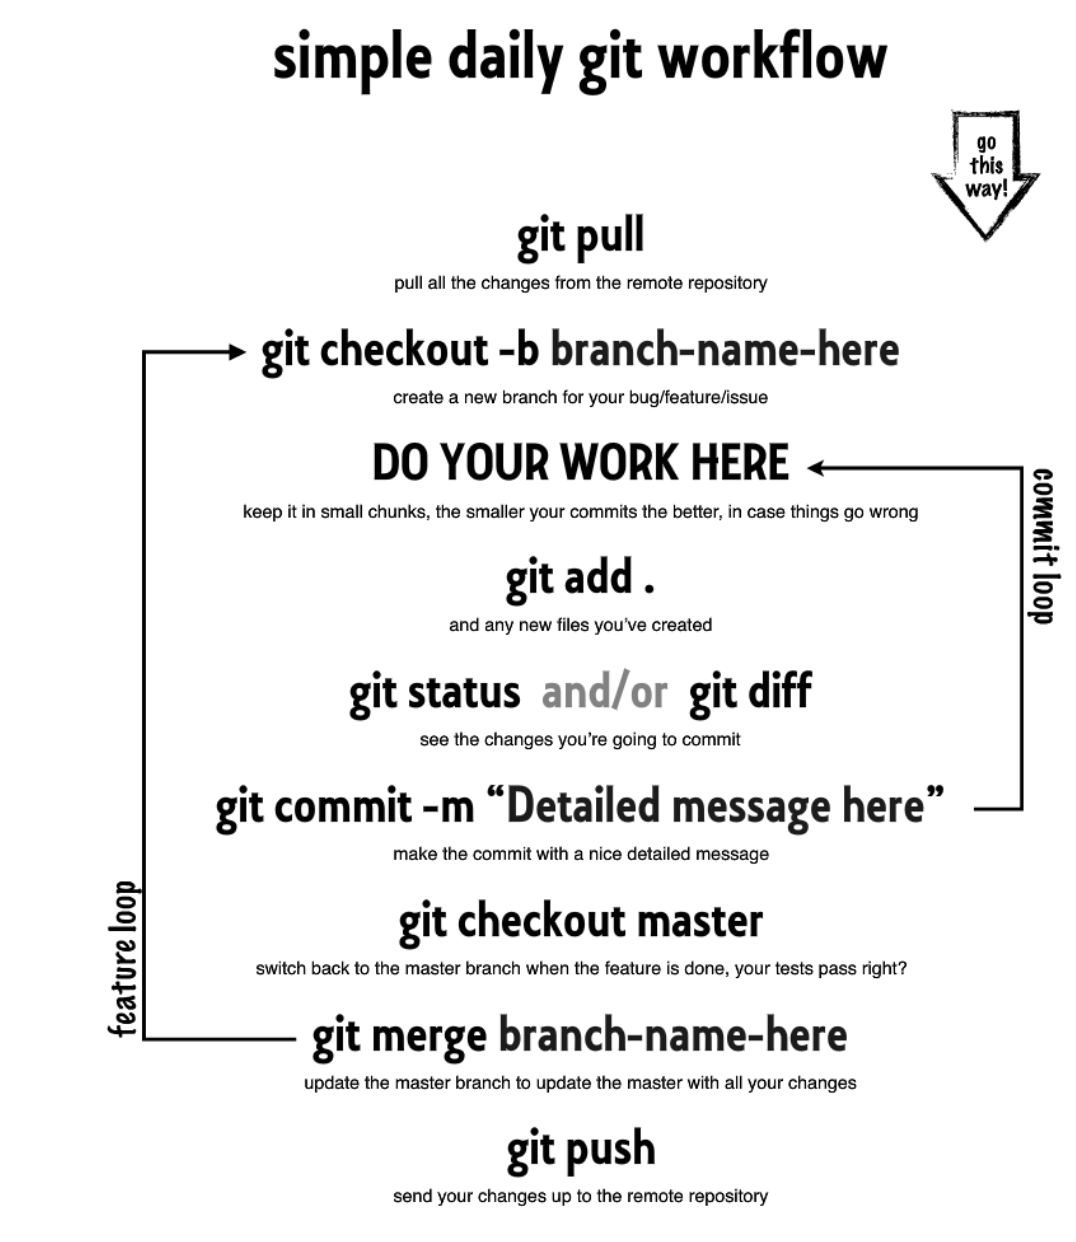 simple daily git workflow
go
this
way!
git pull
pull all the changes from the remote repository
git checkout -b branch-name-here
create a new branch for your bug/feature/issue
DO YOUR WORK HERE
keep it in small chunks, the smaller your commits the better, in case things go wrong
commit loop
git add .
and any new files you've created
git status and/or git diff
see the changes you're going to commit
git commit -m “Detailed message here”
make the commit with a nice detailed message
feature loop
git checkout master
switch back to the master branch when the feature is done, your tests pass right?
git merge branch-name-here
update the master branch to update the master with all your changes
git push
send your changes up to the remote repository